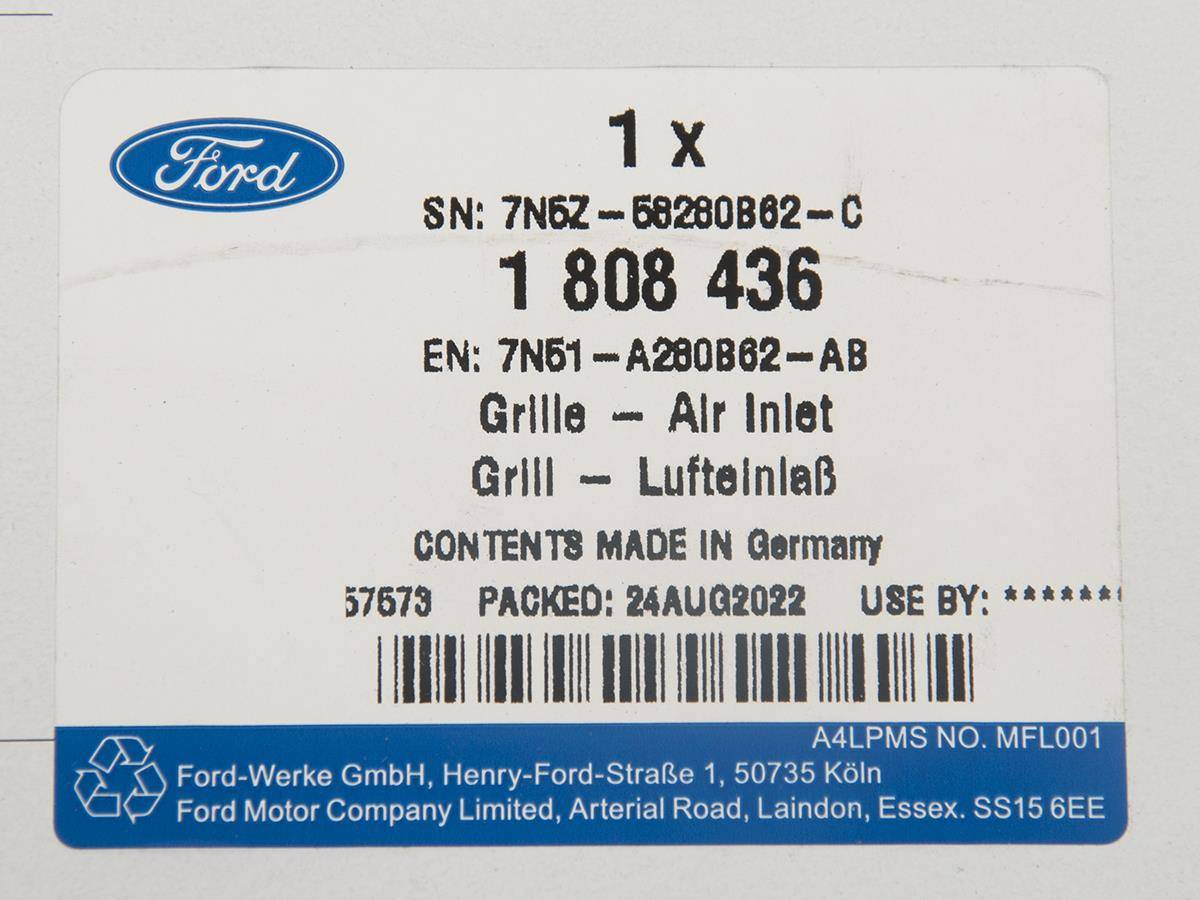 Ford
1 x
SN: 7N5Z-58280B62-C
1 808 436
EN: 7N51-A280B62-AB
Grille - Air Inlet
Grill - Lufteinlaß
CONTENTS MADE IN Germany
57573 PACKED: 24AUG2022 USE BY: *******
A4LPMS NO. MFL001
Ford-Werke GmbH, Henry-Ford-Straße 1, 50735 Köln
Ford Motor Company Limited, Arterial Road, Laindon, Essex. SS15 6EE